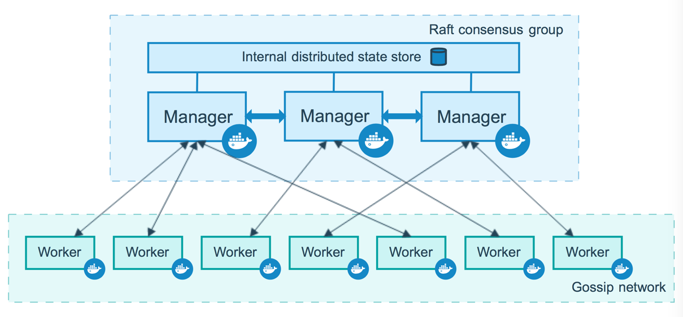 Raft consensus group
Internal distributed state store
Manager
Manager
Manager
Worker
Worker
Worker
Worker
Worker
Worker
Worker
Gossip network